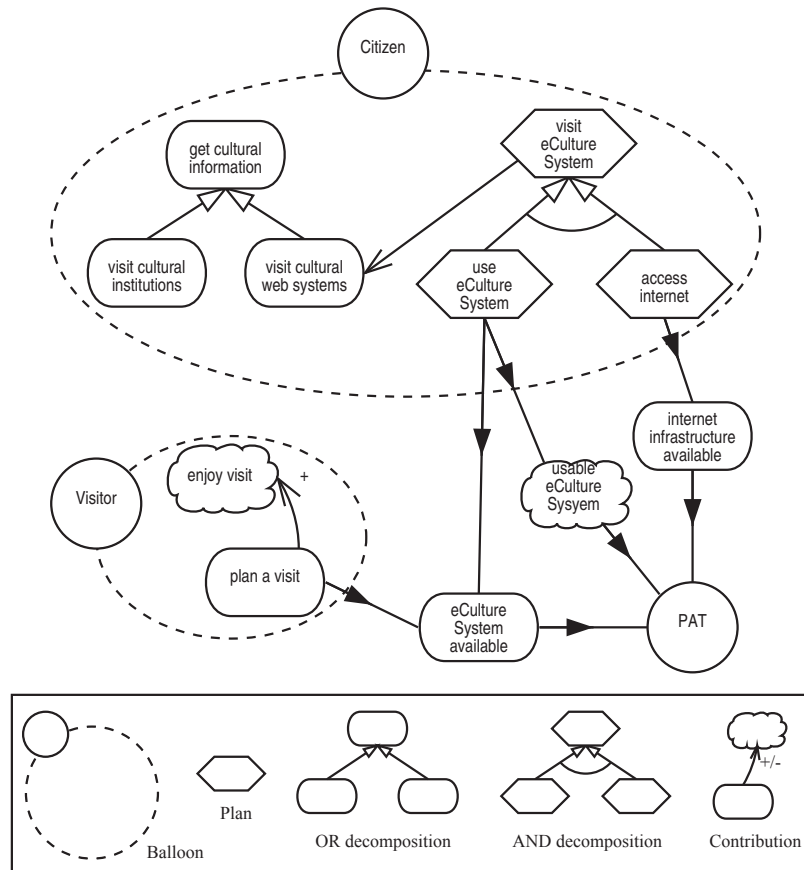 Citizen
get cultural
information
visit
eCulture
System
visit cultural
institutions
visit cultural
web systems
use
eCulture
System
access
internet
internet
infrastructure
available
Visitor
enjoy visit
+
usable
eCulture
Sysyem
plan a visit
eCulture
System
available
PAT
Balloon
Plan
OR decomposition
AND decomposition
+/-
Contribution